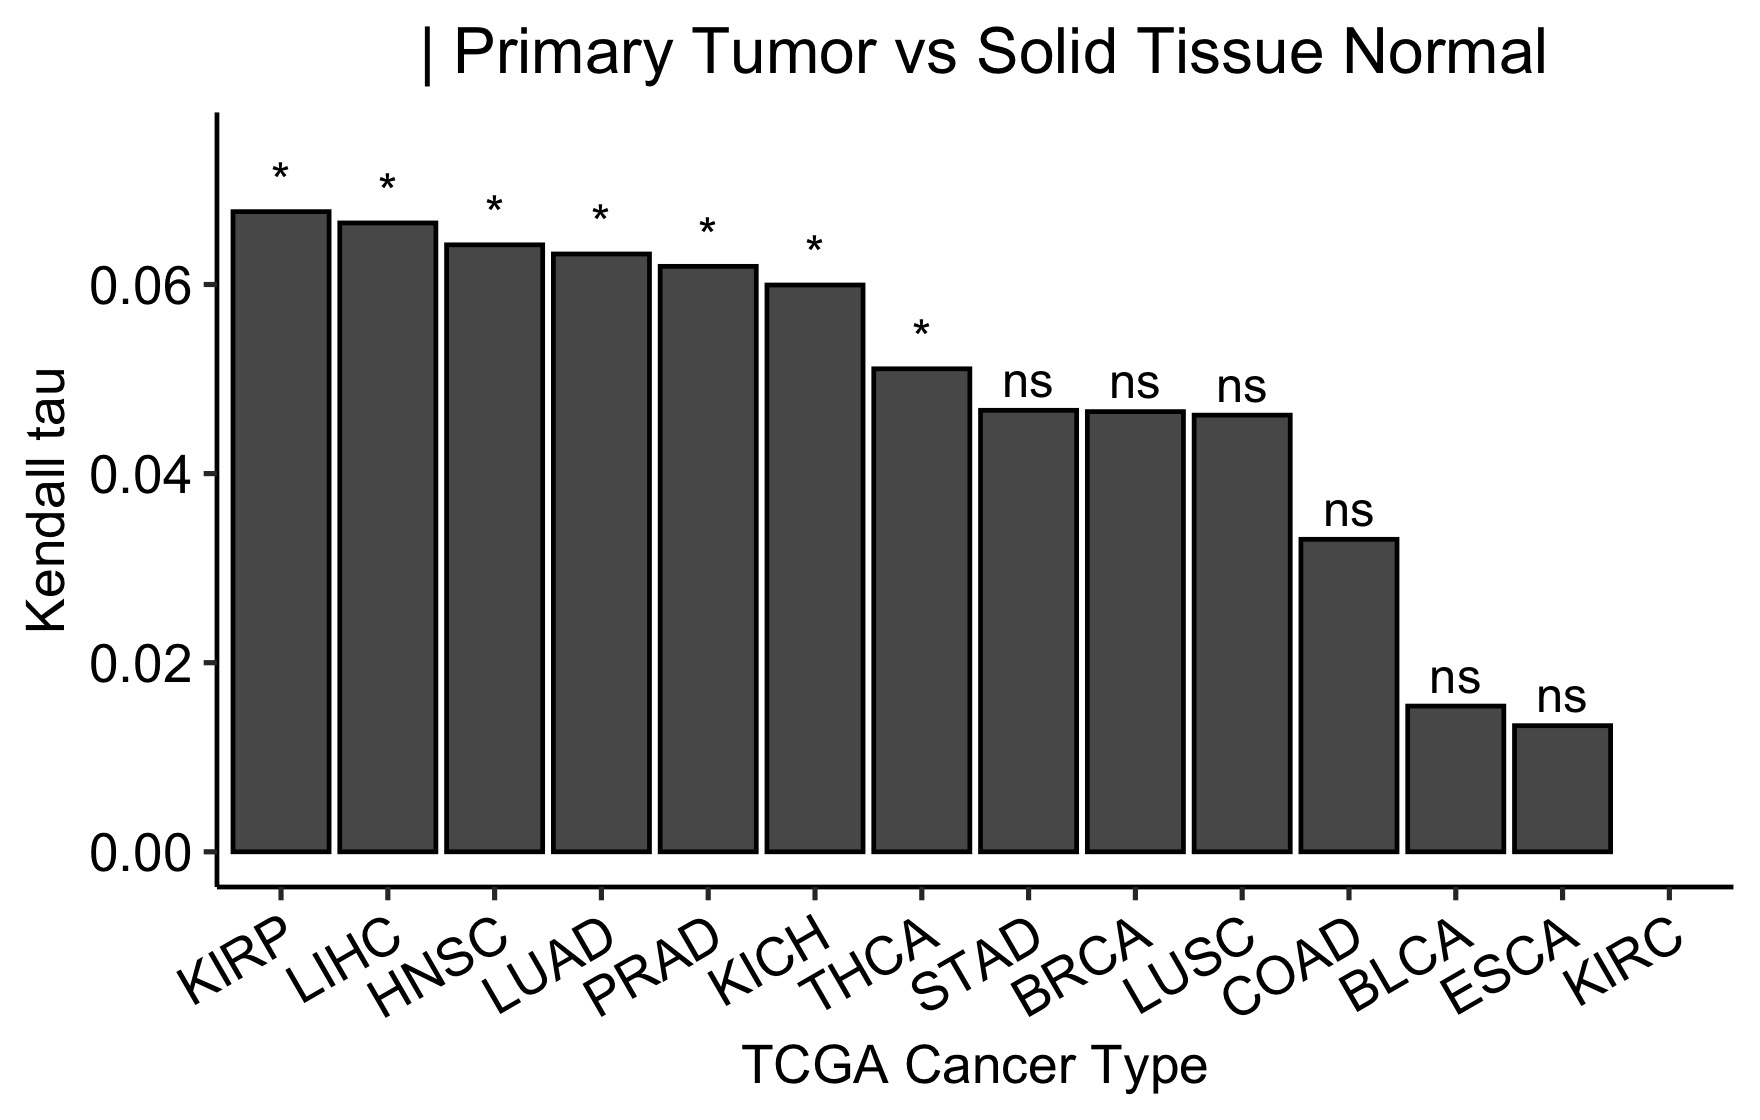 | Primary Tumor vs Solid Tissue Normal
* * * * * * * ns ns ns ns ns ns
Kendall tau
0.06
0.04
0.02
0.00
KIRP LIHC HNSC LUAD PRAD KICH THCA STAD BRCA LUSC COAD BLCA ESCA KIRC
TCGA Cancer Type